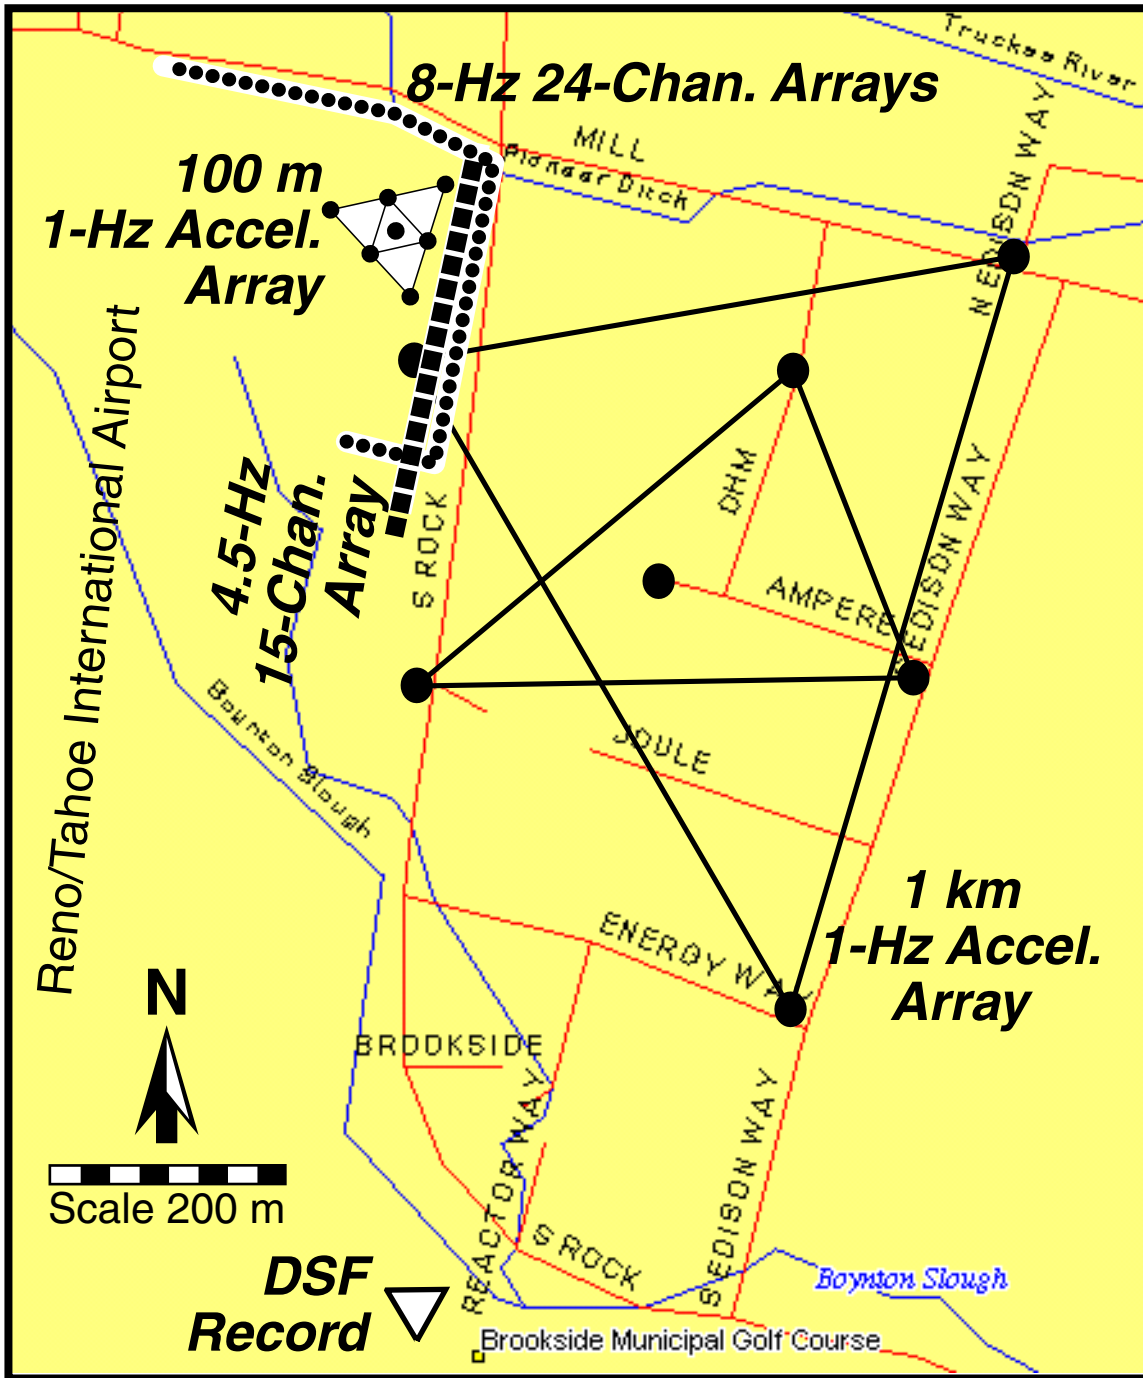 Truckee River
8-Hz 24-Chan. Arrays
MILL
Pioneer Ditch
N EDISON WAY
100 m
1-Hz Accel.
Array
Reno/Tahoe International Airport
4.5-Hz
15-Chan.
Array
S ROCK
OHM
AMPERE
S EDISON WAY
Boynton Slough
JOULE
1 km
1-Hz Accel.
Array
ENERGY WAY
N
BROOKSIDE
Scale 200 m
REACTOR WAY
S EDISON WAY
S ROCK
DSF
Record
Boynton Slough
Brookside Municipal Golf Course